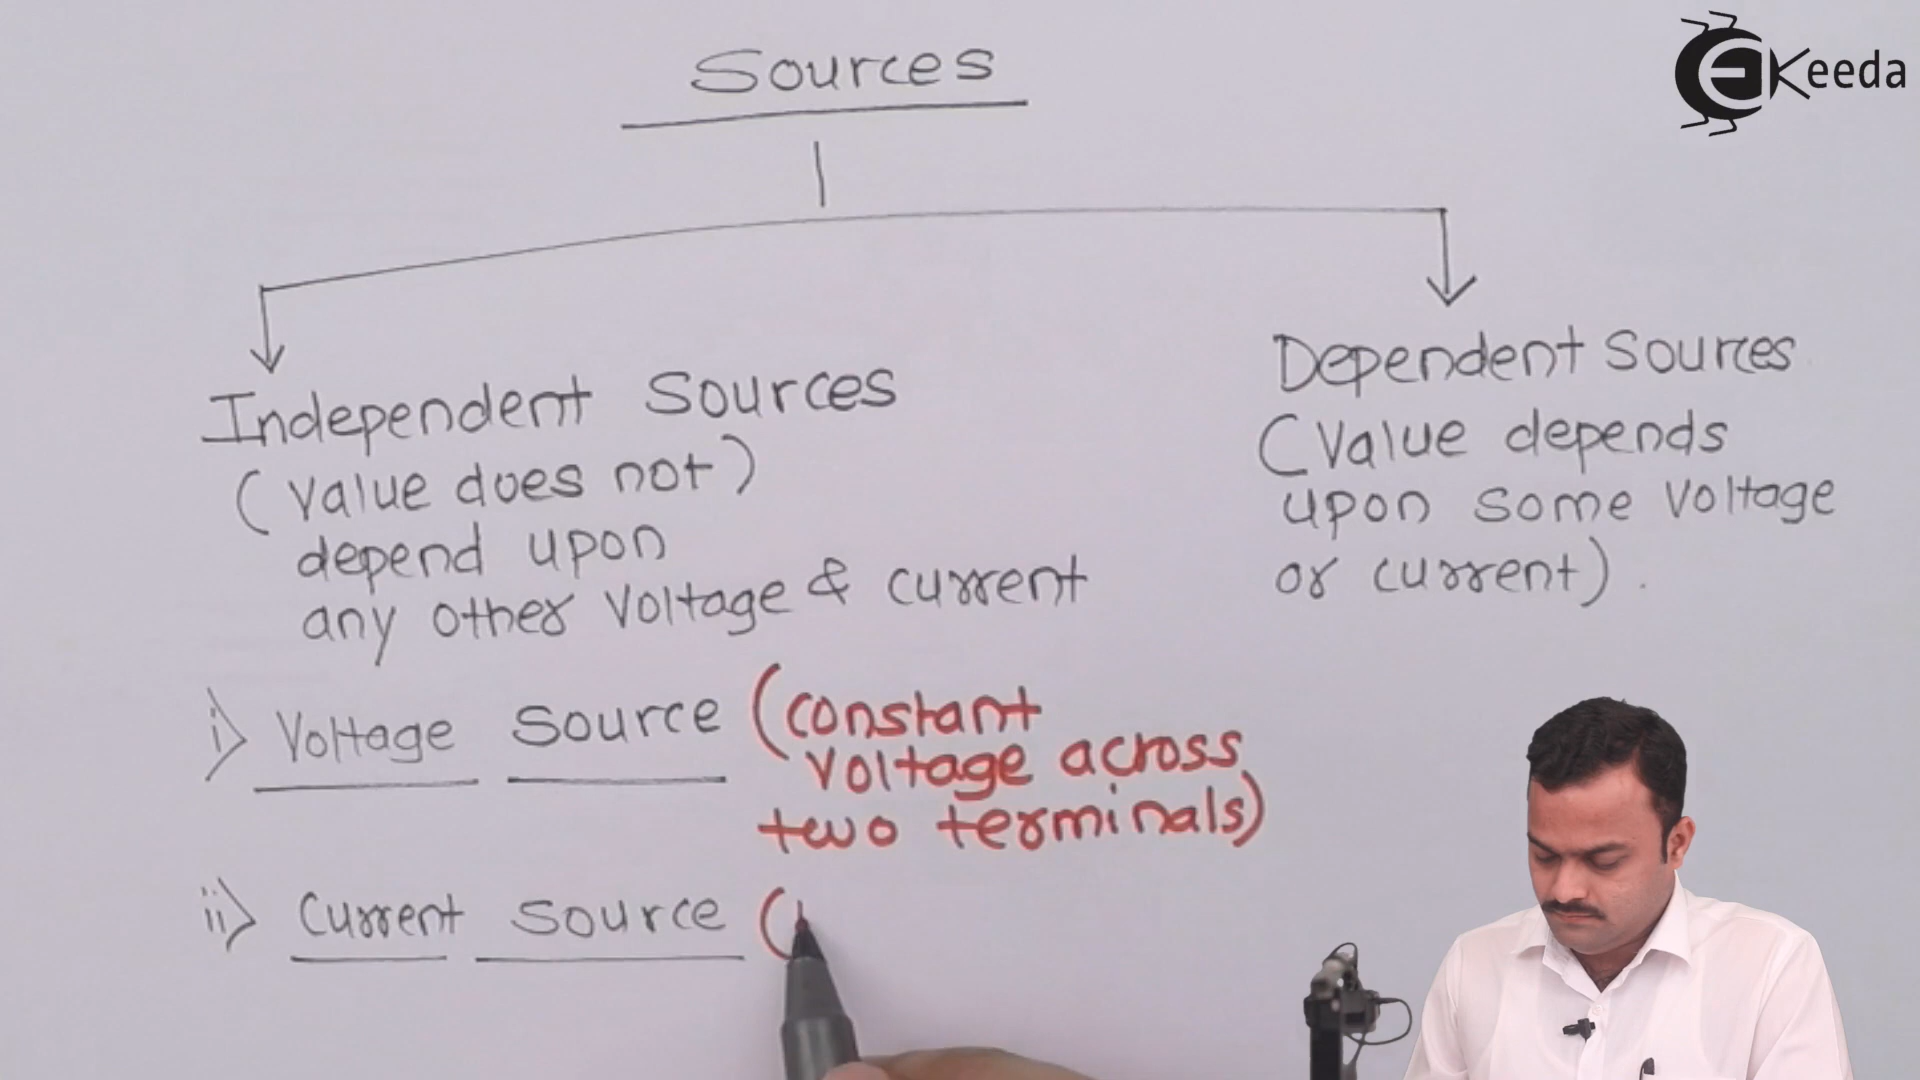 Sources
EKeeda
Independent Sources
(Value does not)
depend upon
any other Voltage & current
Dependent Sources
(Value depends
upon some Voltage
or current).
i) Voltage Source (constant
Voltage across
two terminals)
ii) Current Source (